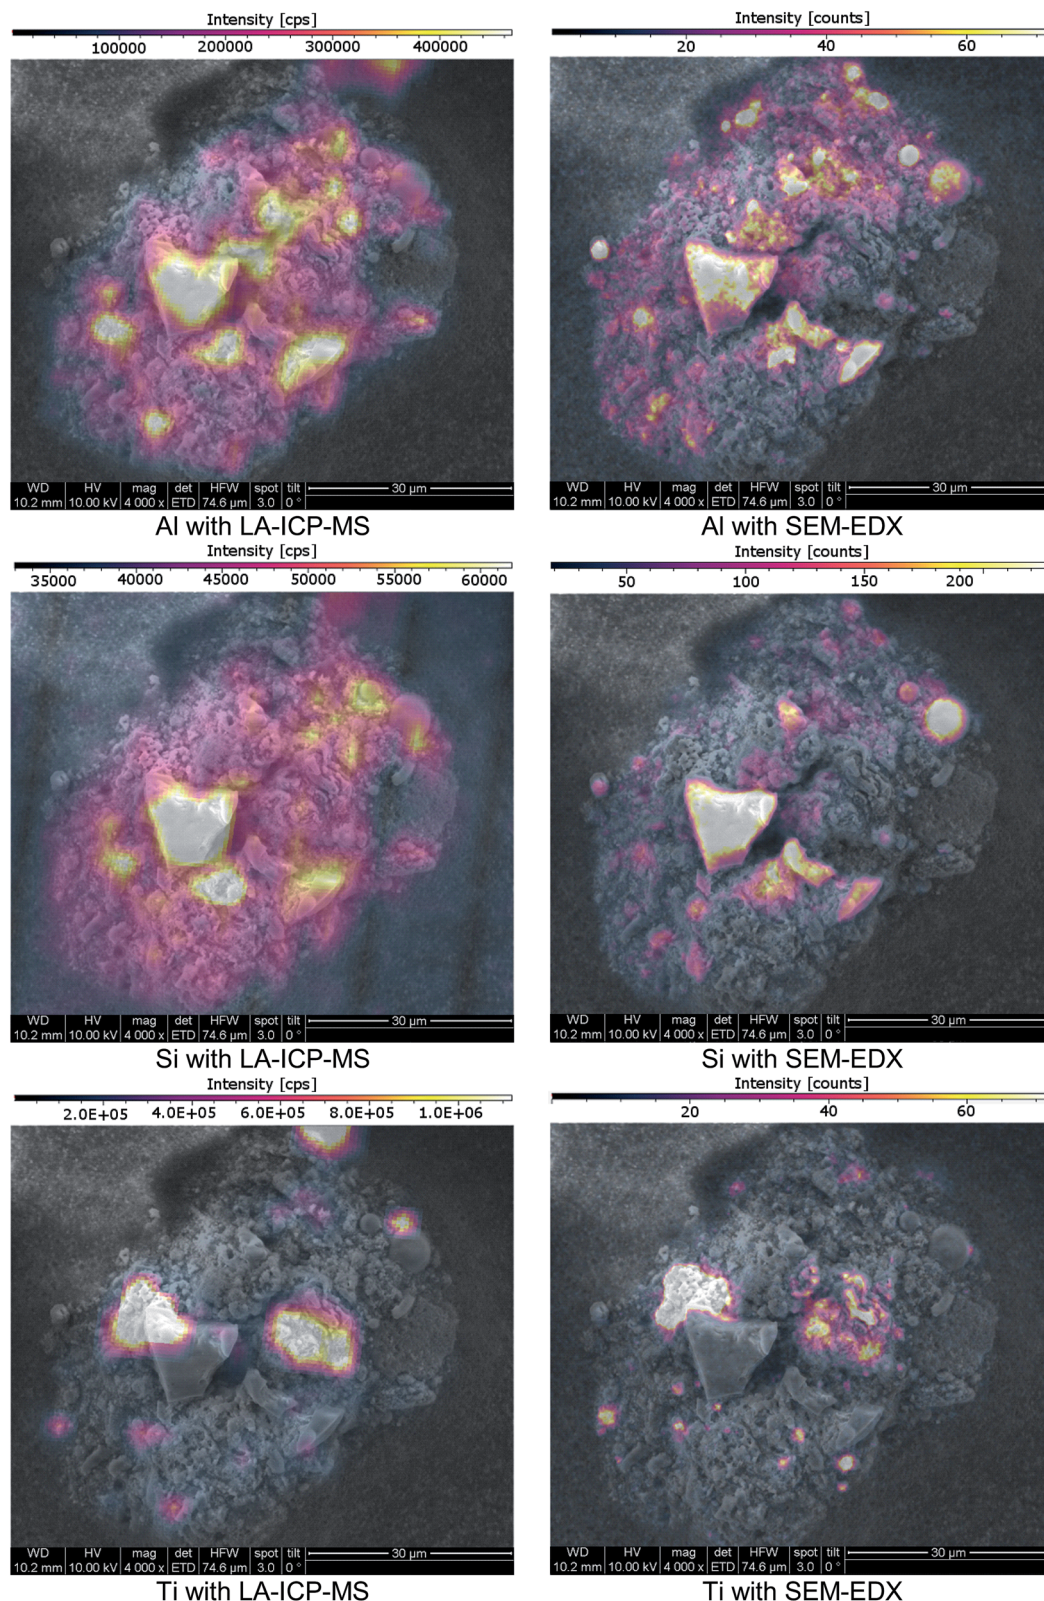 Intensity [cps]
100000 200000 300000 400000
WD HV mag det HFW spot tilt 30 µm
10.2 mm 10.00 kV 4 000 x ETD 74.6 µm 3.0 0 °
Al with LA-ICP-MS
Intensity [counts]
20 40 60
WD HV mag det HFW spot tilt 30 µm
10.2 mm 10.00 kV 4 000 x ETD 74.6 µm 3.0 0 °
Al with SEM-EDX
Intensity [cps]
35000 40000 45000 50000 55000 60000
WD HV mag det HFW spot tilt 30 µm
10.2 mm 10.00 kV 4 000 x ETD 74.6 µm 3.0 0 °
Si with LA-ICP-MS
Intensity [counts]
50 100 150 200
WD HV mag det HFW spot tilt 30 µm
10.2 mm 10.00 kV 4 000 x ETD 74.6 µm 3.0 0 °
Si with SEM-EDX
Intensity [cps]
2.0E+05 4.0E+05 6.0E+05 8.0E+05 1.0E+06
WD HV mag det HFW spot tilt 30 µm
10.2 mm 10.00 kV 4 000 x ETD 74.6 µm 3.0 0 °
Ti with LA-ICP-MS
Intensity [counts]
20 40 60
WD HV mag det HFW spot tilt 30 µm
10.2 mm 10.00 kV 4 000 x ETD 74.6 µm 3.0 0 °
Ti with SEM-EDX